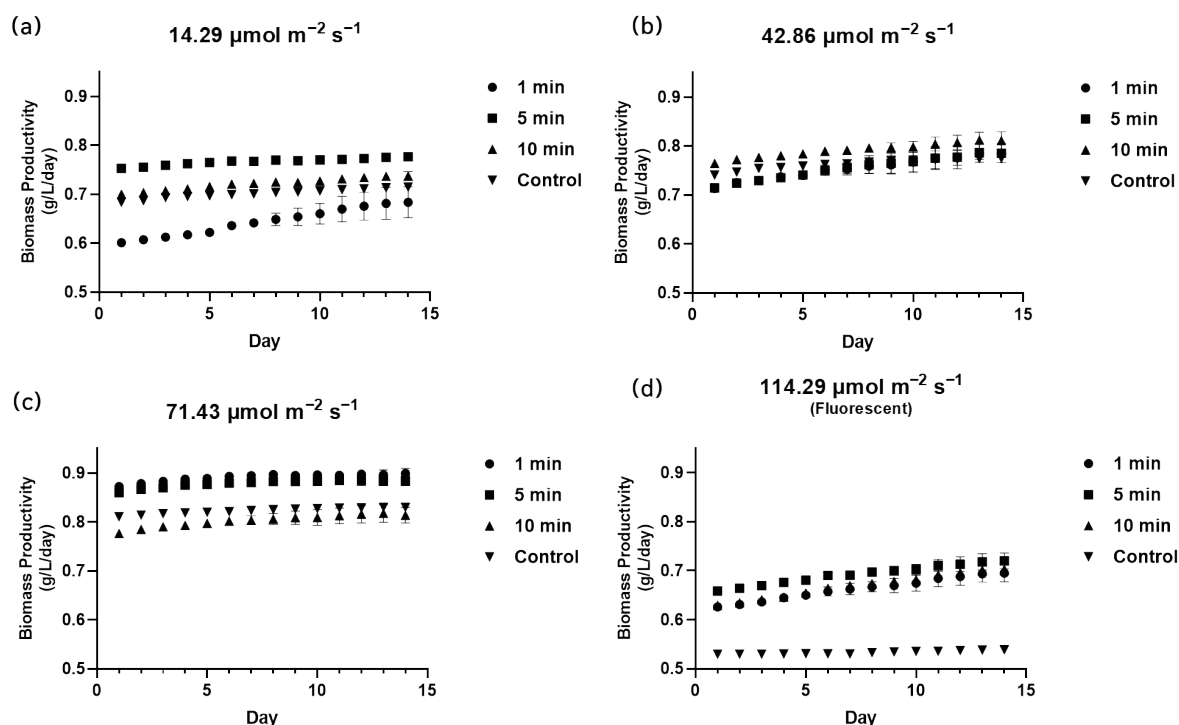 (a)
14.29 µmol m⁻² s⁻¹
Biomass Productivity
(g/L/day)
0.9
0.8
0.7
0.6
0.5
0
5
10
15
Day
1 min
5 min
10 min
Control
(b)
42.86 µmol m⁻² s⁻¹
Biomass Productivity
(g/L/day)
0.9
0.8
0.7
0.6
0.5
0
5
10
15
Day
1 min
5 min
10 min
Control
(c)
71.43 µmol m⁻² s⁻¹
Biomass Productivity
(g/L/day)
0.9
0.8
0.7
0.6
0.5
0
5
10
15
Day
1 min
5 min
10 min
Control
(d)
114.29 µmol m⁻² s⁻¹
(Fluorescent)
Biomass Productivity
(g/L/day)
0.9
0.8
0.7
0.6
0.5
0
5
10
15
Day
1 min
5 min
10 min
Control